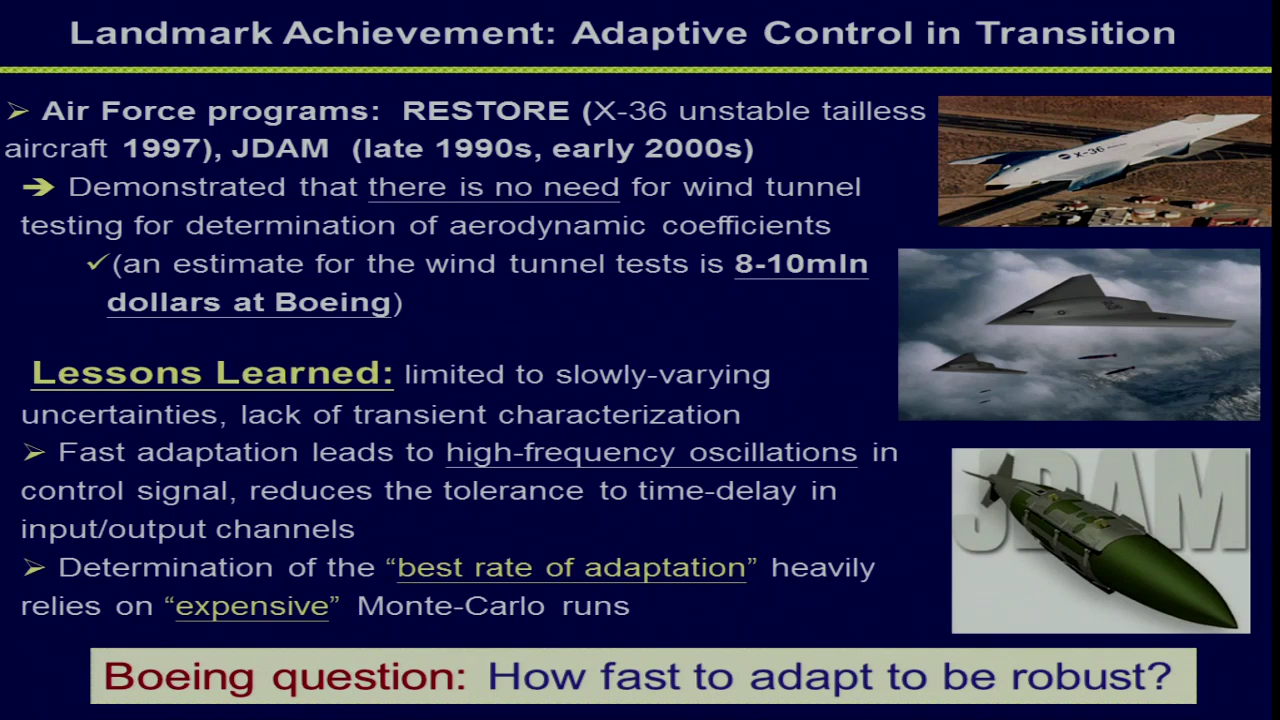 Landmark Achievement: Adaptive Control in Transition
➢ Air Force programs: RESTORE (X-36 unstable tailless
aircraft 1997), JDAM (late 1990s, early 2000s)
➔ Demonstrated that there is no need for wind tunnel
testing for determination of aerodynamic coefficients
✓(an estimate for the wind tunnel tests is 8-10mln
dollars at Boeing)
Lessons Learned: limited to slowly-varying
uncertainties, lack of transient characterization
➢ Fast adaptation leads to high-frequency oscillations in
control signal, reduces the tolerance to time-delay in
input/output channels
➢ Determination of the “best rate of adaptation” heavily
relies on “expensive” Monte-Carlo runs
Boeing question: How fast to adapt to be robust?
X-36
JDAM